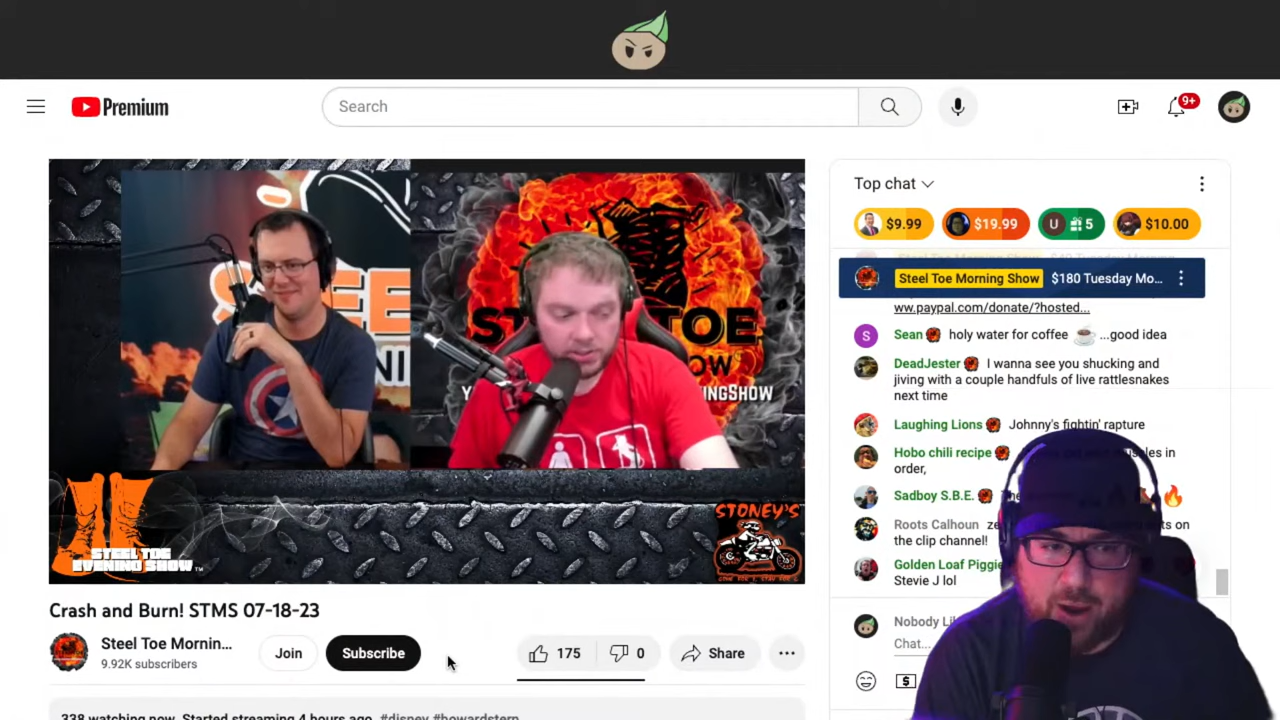 Premium
Search
9+
Top chat
$9.99
$19.99
U
5
$10.00
Steel Toe Morning Show $180 Tuesday Mo...
ww.paypal.com/donate/?hosted...
S
Sean holy water for coffee ...good idea
DeadJester I wanna see you shucking and
jiving with a couple handfuls of live rattlesnakes
next time
Laughing Lions Johnny's fightin' rapture
Hobo chili recipe in
order,
Sadboy S.B.E.
Roots Calhoun on
the clip channel!
Golden Loaf Piggie
Stevie J lol
Chat...
STEEL TOE
EVENING SHOW™
STONEY'S
Crash and Burn! STMS 07-18-23
Steel Toe Mornin...
9.92K subscribers
Join
Subscribe
175
0
Share
338 watching now Started streaming 4 hours ago #disney #howardstern